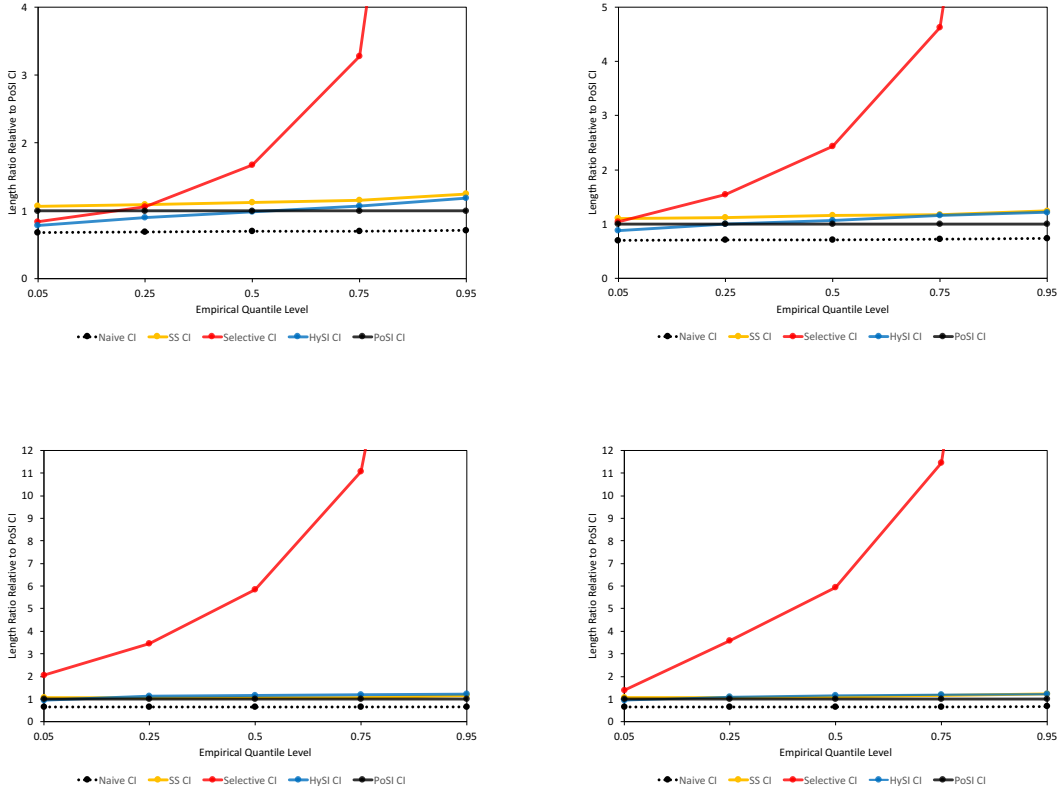 4
3
2
1
0
Length Ratio Relative to PoSI CI
0.05 0.25 0.5 0.75 0.95
Empirical Quantile Level
Naive CI SS CI Selective CI HySI CI PoSI CI
5
4
3
2
1
0
Length Ratio Relative to PoSI CI
0.05 0.25 0.5 0.75 0.95
Empirical Quantile Level
Naive CI SS CI Selective CI HySI CI PoSI CI
12
11
10
9
8
7
6
5
4
3
2
1
0
Length Ratio Relative to PoSI CI
0.05 0.25 0.5 0.75 0.95
Empirical Quantile Level
Naive CI SS CI Selective CI HySI CI PoSI CI
12
11
10
9
8
7
6
5
4
3
2
1
0
Length Ratio Relative to PoSI CI
0.05 0.25 0.5 0.75 0.95
Empirical Quantile Level
Naive CI SS CI Selective CI HySI CI PoSI CI